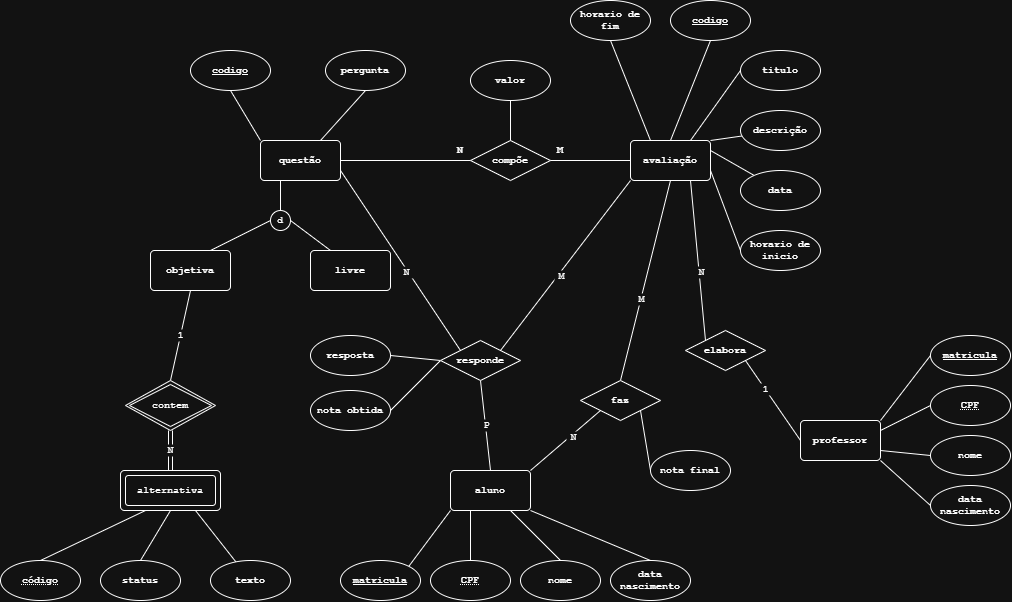 horario de
fim
codigo
codigo
pergunta
valor
titulo
descrição
questão
N
compõe
M
avaliação
data
d
horario de
inicio
objetiva
livre
N
M
N
M
1
resposta
responde
elabora
matricula
contem
nota obtida
faz
1
CPF
P
N
professor
nome
N
alternativa
aluno
nota final
data
nascimento
código
status
texto
matricula
CPF
nome
data
nascimento